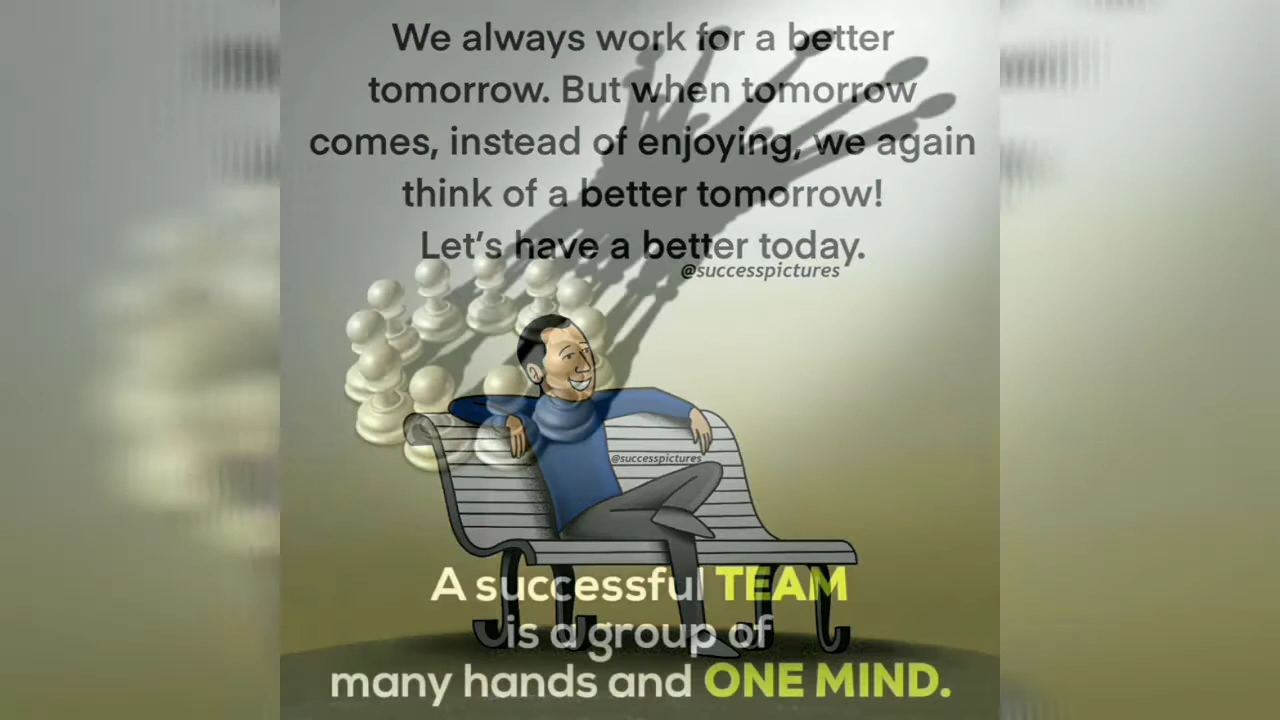 We always work for a better
tomorrow. But when tomorrow
comes, instead of enjoying, we again
think of a better tomorrow!
Let's have a better today.
@successpictures
@successpictures
A successful TEAM
is a group of
many hands and ONE MIND.